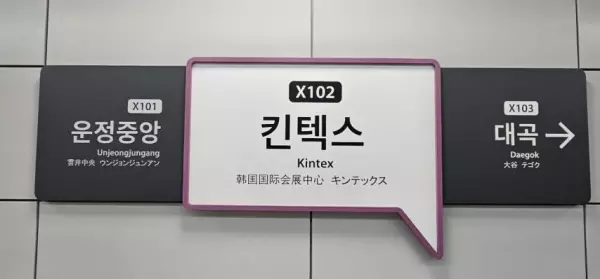 X101
운정중앙
Unjeongjungang
雲井中央 ウンジョンジュンアン
X102
킨텍스
Kintex
韩国国际会展中心 キンテックス
X103
대곡
Daegok
大谷 テゴク